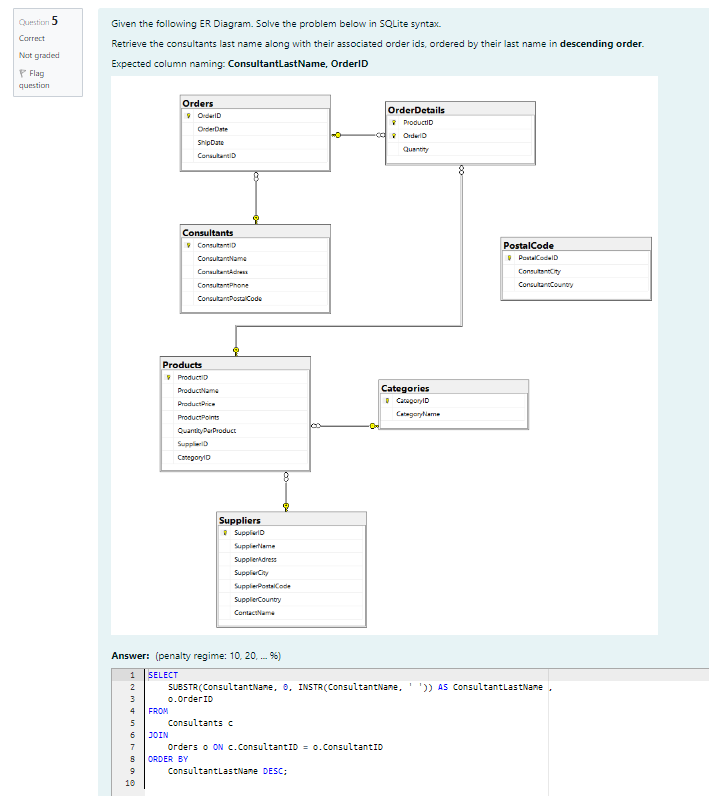 Question 5
Correct
Not graded
Flag
question
Given the following ER Diagram. Solve the problem below in SQLite syntax.
Retrieve the consultants last name along with their associated order ids, ordered by their last name in descending order.
Expected column naming: ConsultantLastName, OrderID
Orders
OrderID
OrderDate
ShipDate
ConsultantID
OrderDetails
ProductID
OrderID
Quantity
Consultants
ConsultantID
ConsultantName
ConsultantAdress
ConsultantPhone
ConsultantPostalCode
PostalCode
PostalCodeID
ConsultantCity
ConsultantCountry
Products
ProductID
ProductName
ProductPrice
ProductPoints
QuantityPerProduct
SupplierID
CategoryID
Categories
CategoryID
CategoryName
Suppliers
SupplierID
SupplierName
SupplierAdress
SupplierCity
SupplierPostalCode
SupplierCountry
ContactName
Answer: (penalty regime: 10, 20, ... %)
1 SELECT
2 SUBSTR(ConsultantName, 0, INSTR(ConsultantName, ' ')) AS ConsultantLastName ,
3 o.OrderID
4 FROM
5 Consultants c
6 JOIN
7 Orders o ON c.ConsultantID = o.ConsultantID
8 ORDER BY
9 ConsultantLastName DESC;
10